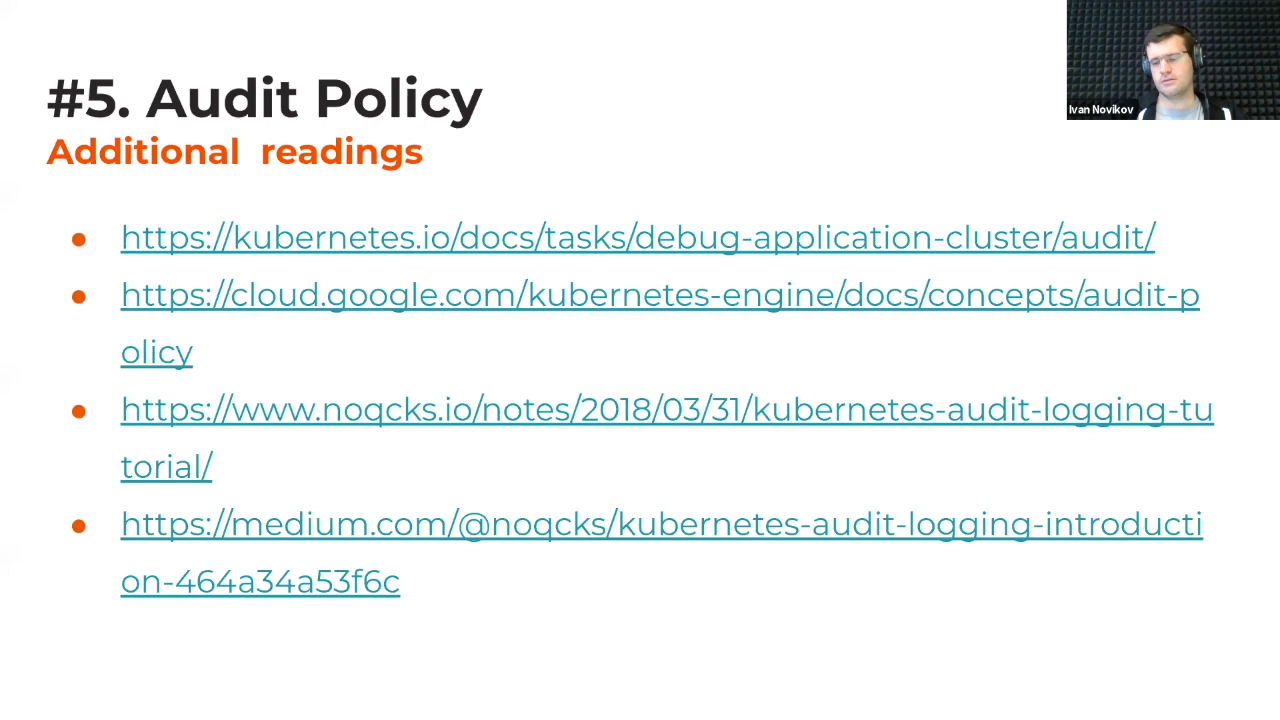 #5. Audit Policy
Additional readings
Ivan Novikov
https://kubernetes.io/docs/tasks/debug-application-cluster/audit/
https://cloud.google.com/kubernetes-engine/docs/concepts/audit-p
olicy
https://www.noqcks.io/notes/2018/03/31/kubernetes-audit-logging-tu
torial/
https://medium.com/@noqcks/kubernetes-audit-logging-introducti
on-464a34a53f6c